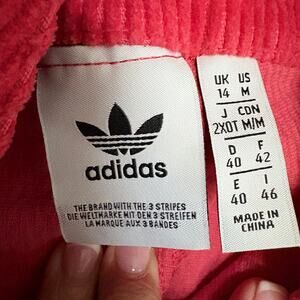 adidas
THE BRAND WITH THE 3 STRIPES
DIE WELTMARKE MIT DEN 3 STREIFEN
LA MARQUE AUX 3 BANDES
UK US
14 M
J CDN
2XOT M/M
D F
40 42
E I
40 46
MADE IN
CHINA